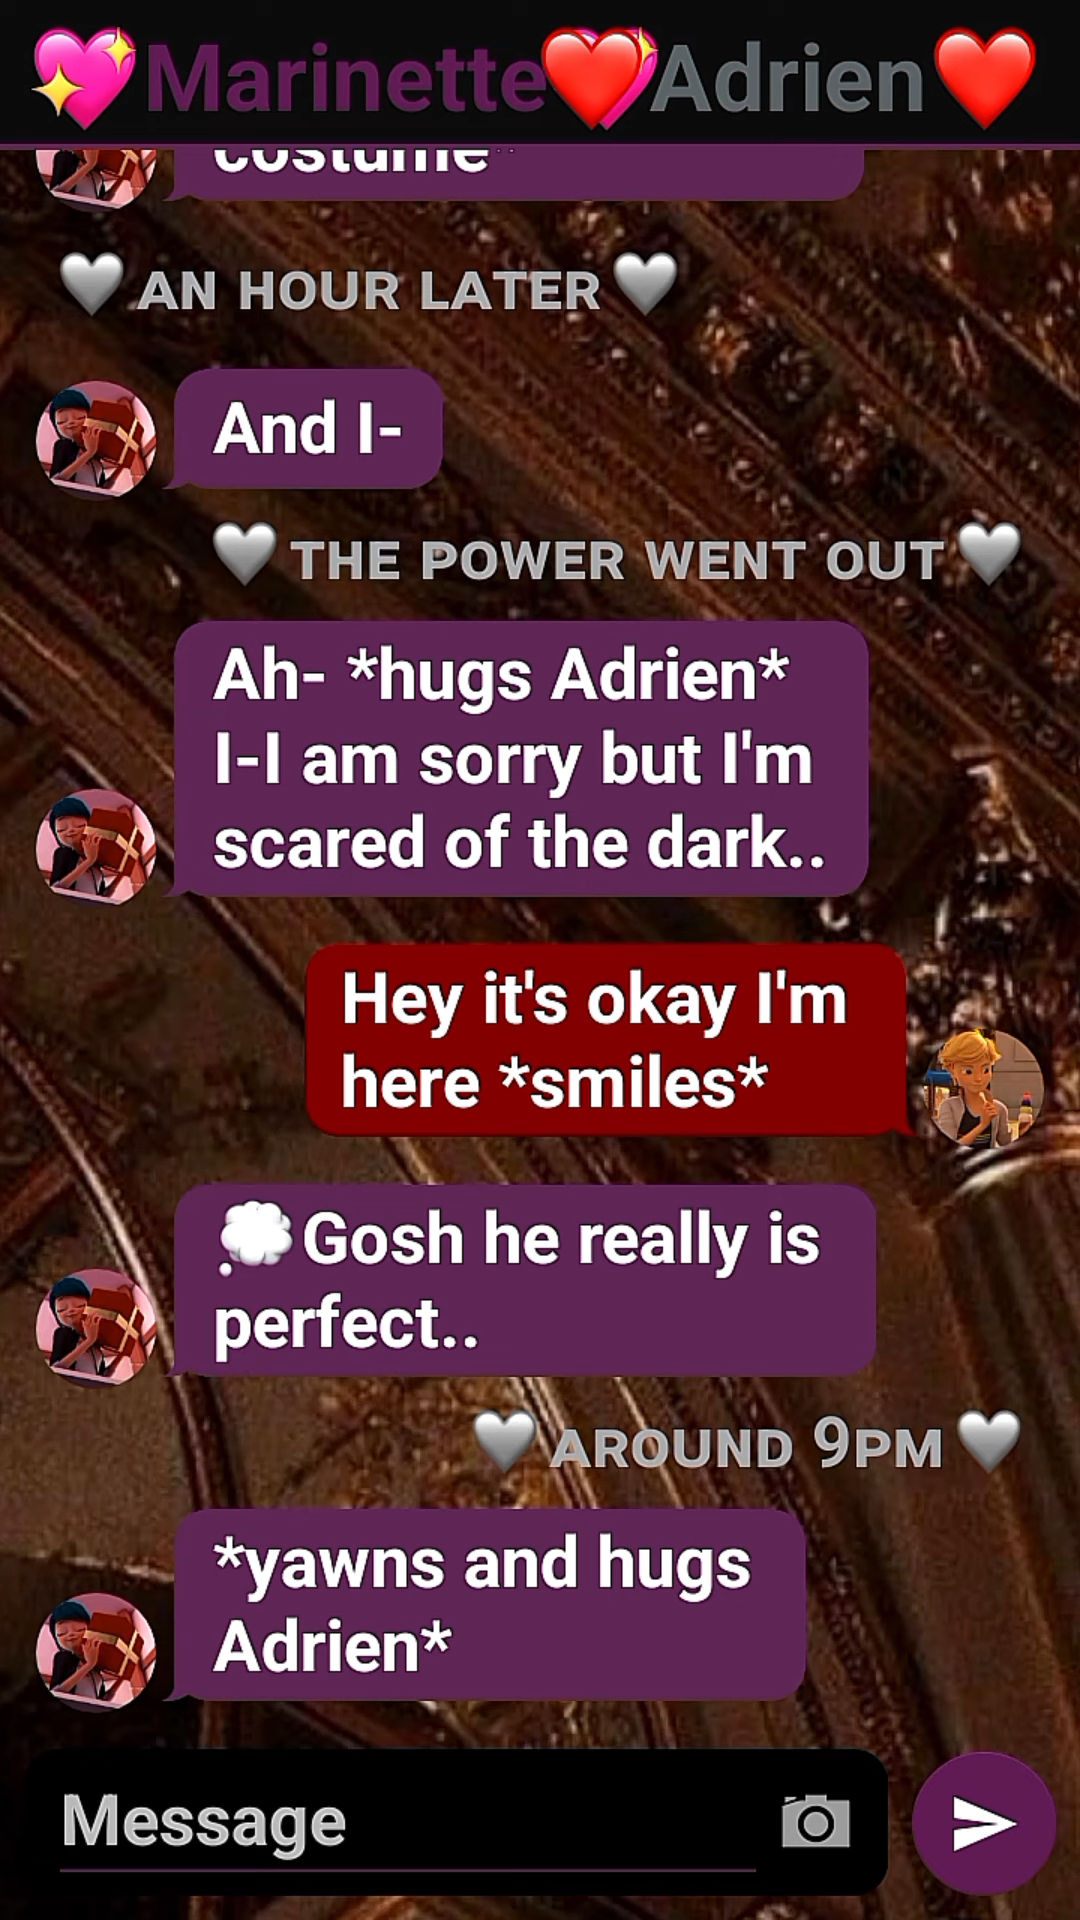 💖Marinette❤️💖Adrien❤️
costume"
🤍 AN HOUR LATER 🤍
And I-
🤍 THE POWER WENT OUT 🤍
Ah- *hugs Adrien*
I-I am sorry but I'm
scared of the dark..
Hey it's okay I'm
here *smiles*
💭Gosh he really is
perfect..
🤍 AROUND 9PM 🤍
*yawns and hugs
Adrien*
Message